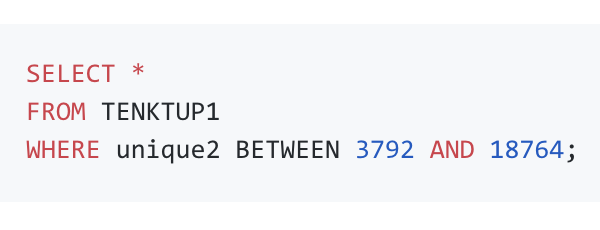 SELECT *
FROM TENKTUP1
WHERE unique2 BETWEEN 3792 AND 18764;